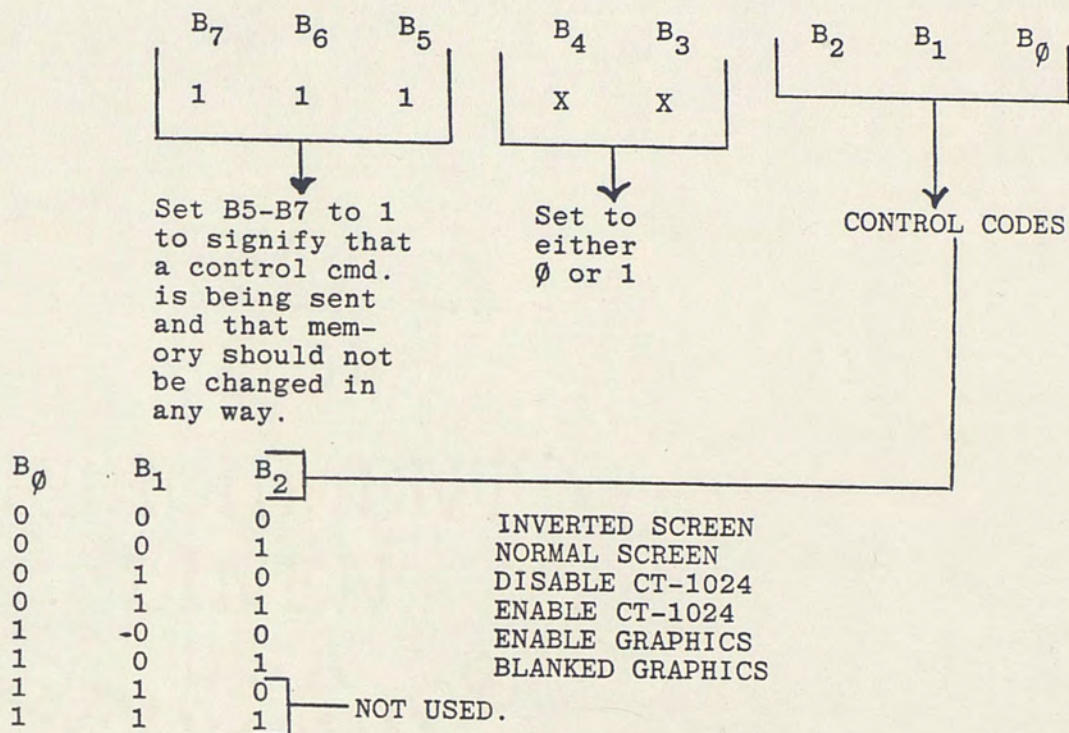 B7 B6 B5 B4 B3 B2 B1 BØ
1 1 1 X X
Set B5-B7 to 1
to signify that
a control cmd.
is being sent
and that mem-
ory should not
be changed in
any way.
Set to
either
Ø or 1
CONTROL CODES
BØ B1 B2
0 0 0 INVERTED SCREEN
0 0 1 NORMAL SCREEN
0 1 0 DISABLE CT-1024
0 1 1 ENABLE CT-1024
1 -0 0 ENABLE GRAPHICS
1 0 1 BLANKED GRAPHICS
1 1 0
1 1 1
NOT USED.